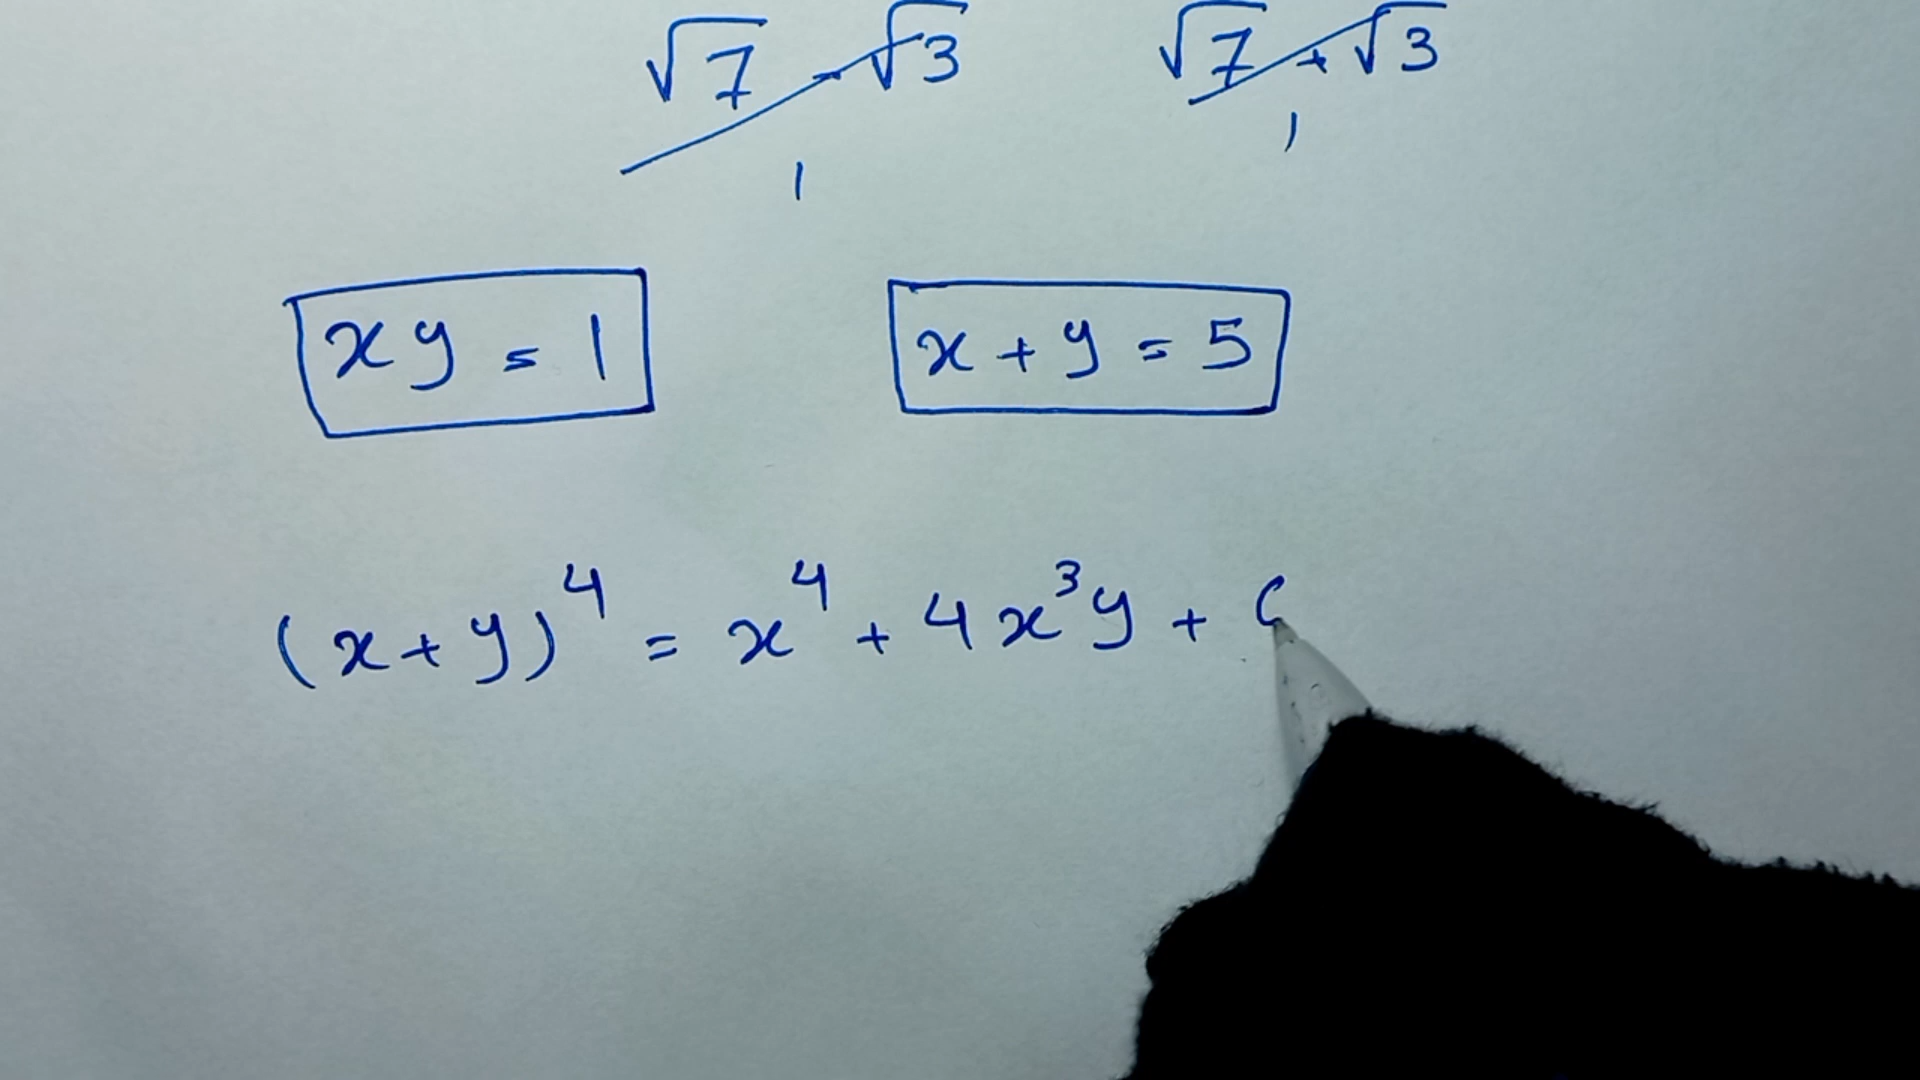 √7 - √3 √7 + √3
1 1
xy = 1 x + y = 5
(x+y)⁴ = x⁴ + 4x³y +